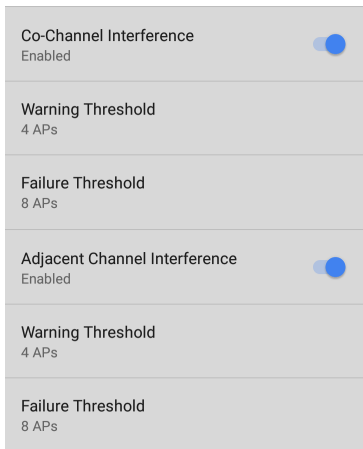 Co-Channel Interference
Enabled
Warning Threshold
4 APs
Failure Threshold
8 APs
Adjacent Channel Interference
Enabled
Warning Threshold
4 APs
Failure Threshold
8 APs